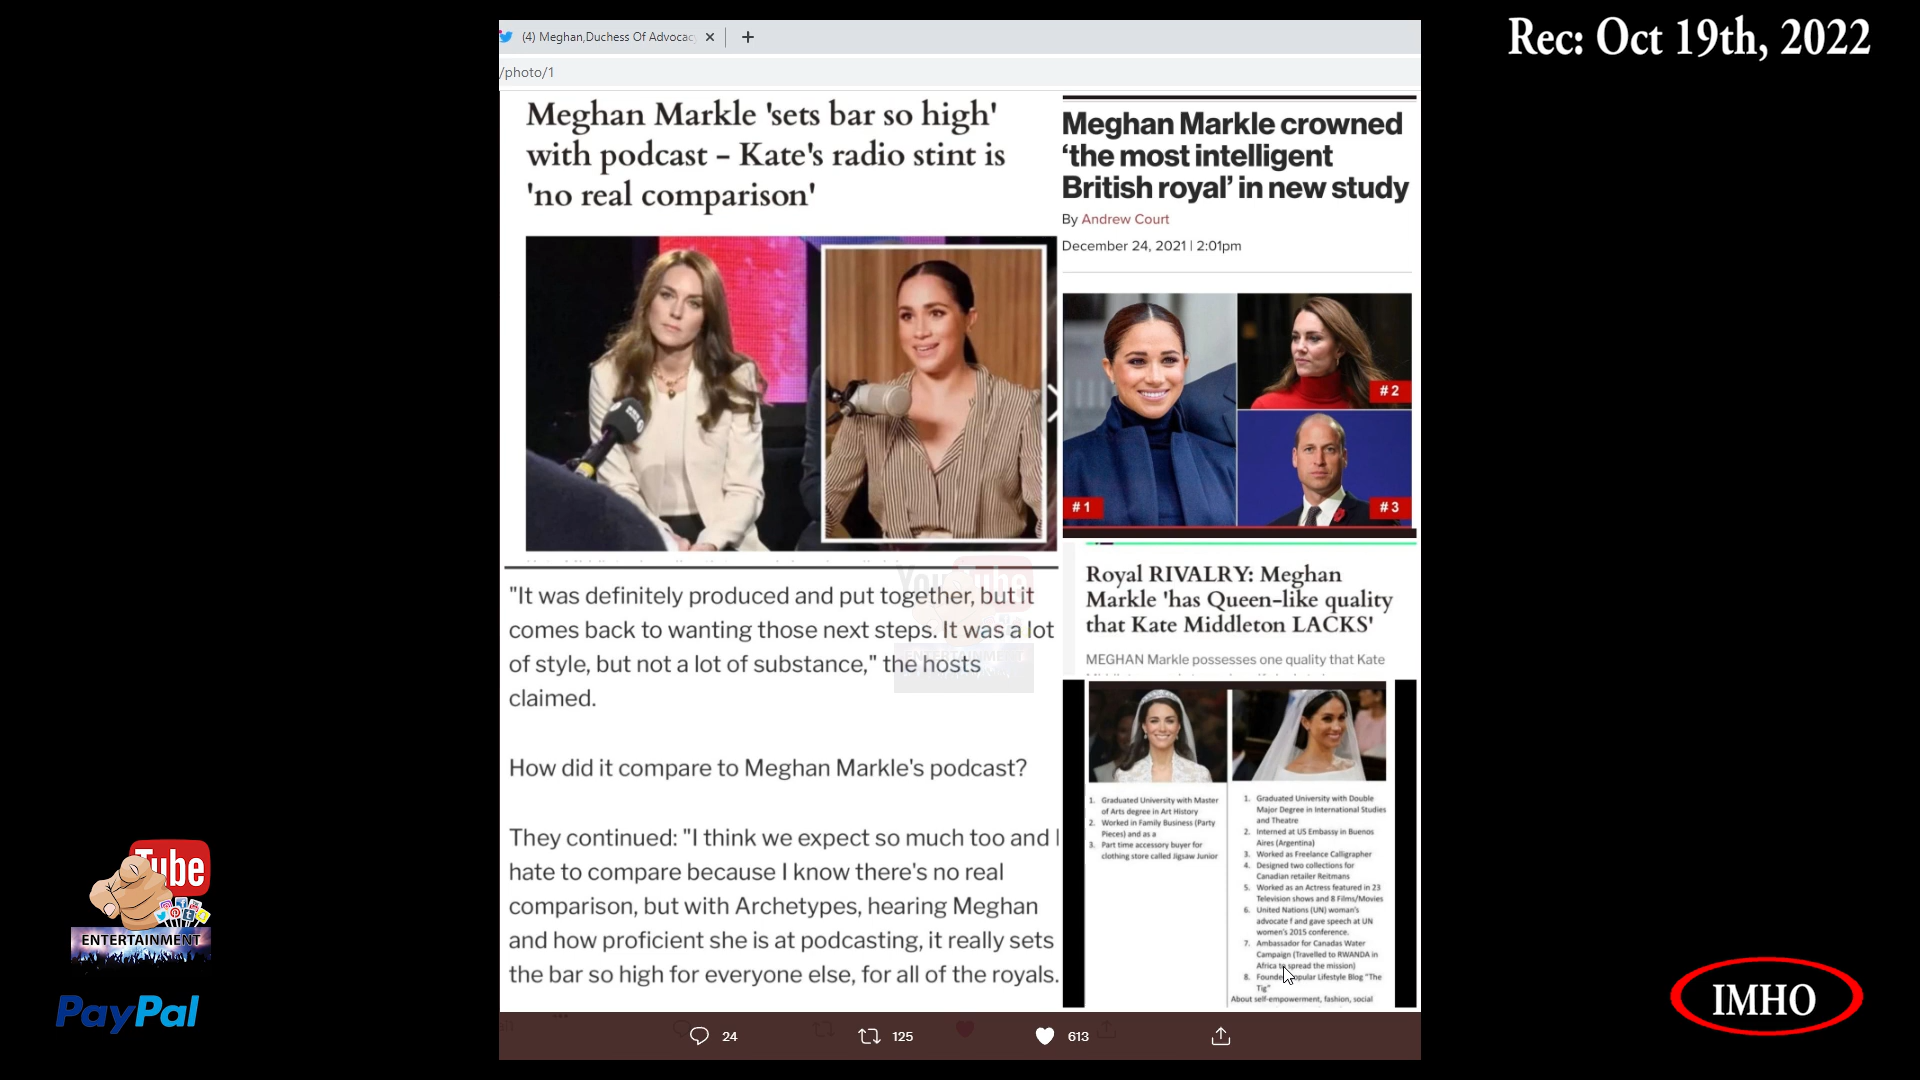 Rec: Oct 19th, 2022
(4) Meghan,Duchess Of Advocac
/photo/1
Meghan Markle 'sets bar so high'
with podcast – Kate's radio stint is
'no real comparison'
"It was definitely produced and put together, but it
comes back to wanting those next steps. It was a lot
of style, but not a lot of substance," the hosts
claimed.
How did it compare to Meghan Markle's podcast?
They continued: "I think we expect so much too and I
hate to compare because I know there's no real
comparison, but with Archetypes, hearing Meghan
and how proficient she is at podcasting, it really sets
the bar so high for everyone else, for all of the royals.
Meghan Markle crowned
‘the most intelligent
British royal’ in new study
By Andrew Court
December 24, 2021 | 2:01pm
#1
#2
#3
Royal RIVALRY: Meghan
Markle 'has Queen-like quality
that Kate Middleton LACKS'
MEGHAN Markle possesses one quality that Kate
1. Graduated University with Master
of Arts degree in Art History
2. Worked in Family Business (Party
Pieces) and as a
3. Part time accessory buyer for
clothing store called Jigsaw Junior
1. Graduated University with Double
Major Degree in International Studies
and Theatre
2. Interned at US Embassy in Buenos
Aires (Argentina)
3. Worked as Freelance Calligrapher
4. Designed two collections for
Canadian retailer Reitmans
5. Worked as an Actress featured in 23
Television shows and 8 Films/Movies
6. United Nations (UN) woman's
advocate f and gave speech at UN
women's 2015 conference.
7. Ambassador for Canadas Water
Campaign (Travelled to RWANDA in
Africa to spread the mission)
8. Lifestyle Blog "The
Tig"
About self-empowerment, fashion, social
24
125
613
Tube
ENTERTAINMENT
PayPal
IMHO